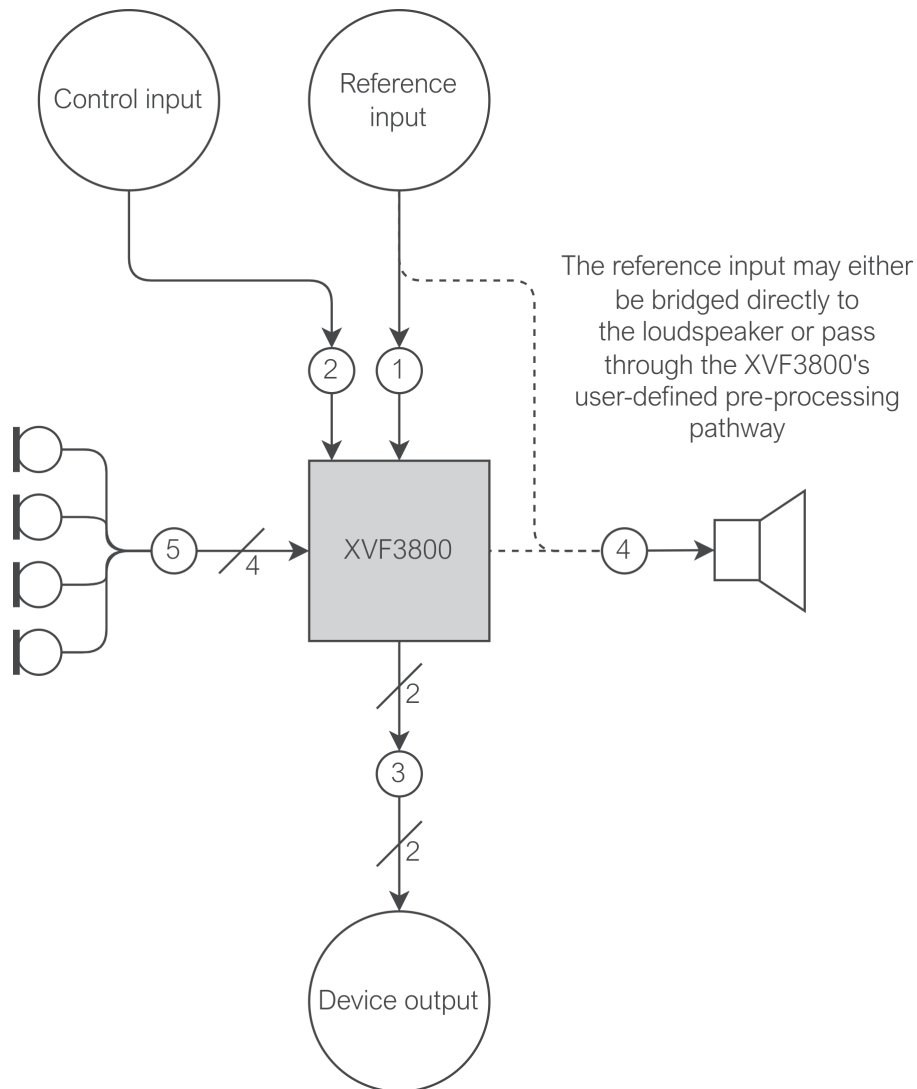 Control input
Reference
input
The reference input may either
be bridged directly to
the loudspeaker or pass
through the XVF3800's
user-defined pre-processing
pathway
2
1
5
4
XVF3800
4
2
3
2
Device output